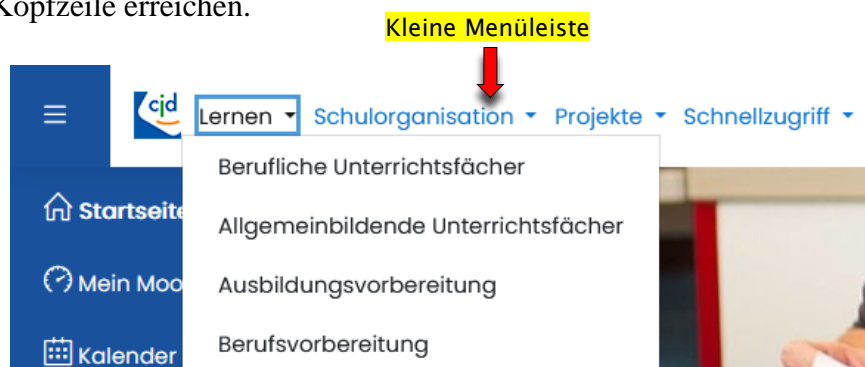 Kopfzeile erreichen.
Kleine Menüleiste
cjd Lernen Schulorganisation Projekte Schnellzugriff
Berufliche Unterrichtsfächer
Startseite
Allgemeinbildende Unterrichtsfächer
Mein Moo
Ausbildungsvorbereitung
Kalender
Berufsvorbereitung